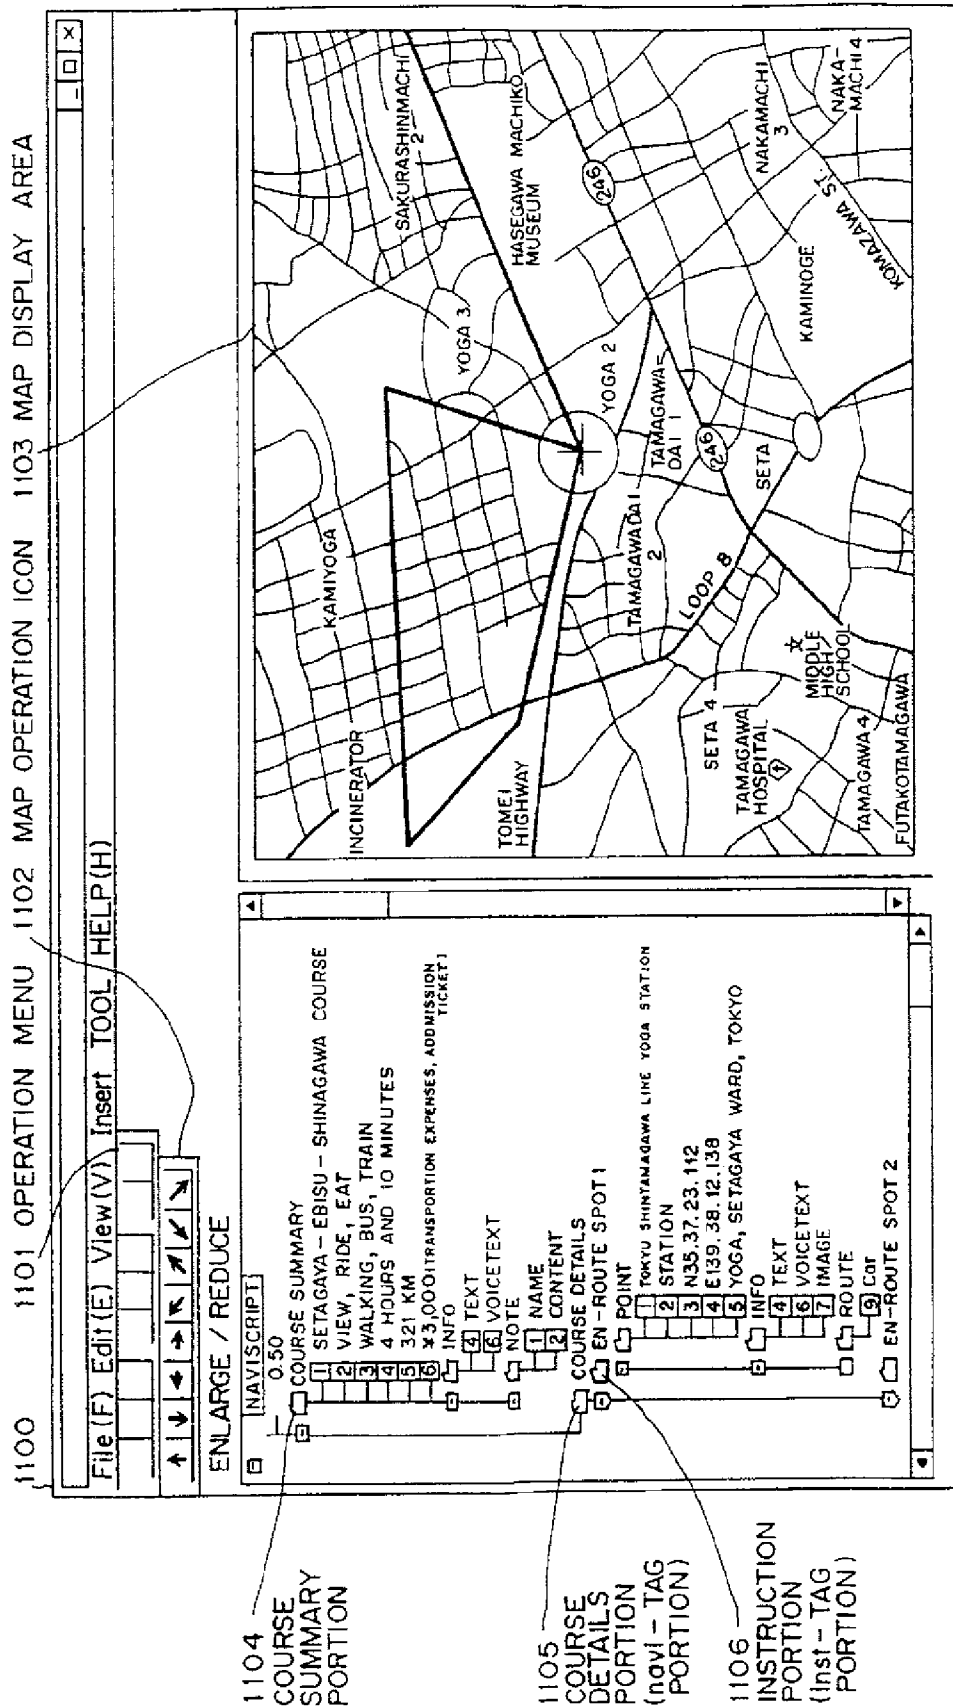 1100
1101 OPERATION MENU
1102 MAP OPERATION ICON
1103 MAP DISPLAY AREA
File(F) Edit(E) View(V) Insert TOOL HELP(H)
ENLARGE / REDUCE
NAVISCRIPT
0.50
COURSE SUMMARY
1 SETAGAYA-EBISU-SHINAGAWA COURSE
2 VIEW, RIDE, EAT
3 WALKING, BUS, TRAIN
4 4 HOURS AND 10 MINUTES
5 321 KM
6 ¥3,000(TRANSPORTION EXPENSES, ADDMISSION
TICKET)
INFO
4 TEXT
6 VOICETEXT
NOTE
1 NAME
2 CONTENT
COURSE DETAILS
EN-ROUTE SPOT 1
POINT
1 TOKYU SHINTAMAGAWA LINE YOGA STATION
2 STATION
3 N35.37.23.112
4 E139.38.12.138
5 YOGA, SETAGAYA WARD, TOKYO
INFO
4 TEXT
6 VOICETEXT
7 IMAGE
ROUTE
9 Car
EN-ROUTE SPOT 2
INCINERATOR
KAMIYOGA
YOGA 3
SAKURASHINMACHI
2
HASEGAWA MACHIKO
MUSEUM
TOMEI
HIGHWAY
YOGA 2
246
TAMAGAWADAI
2
TAMAGAWA=
DAI 1
246
LOOP 8
SETA
SETA 4
TAMAGAWA
HOSPITAL
MIDDLE
HIGH
SCHOOL
KAMINOGE
NAKAMACHI
3
NAKA-
MACHI 4
KOMAZAWA ST.
TAMAGAWA 4
FUTAKOTAMAGAWA
1104
COURSE
SUMMARY
PORTION
1105
COURSE
DETAILS
PORTION
(navi-TAG
PORTION)
1106
INSTRUCTION
PORTION
(Inst-TAG
PORTION)